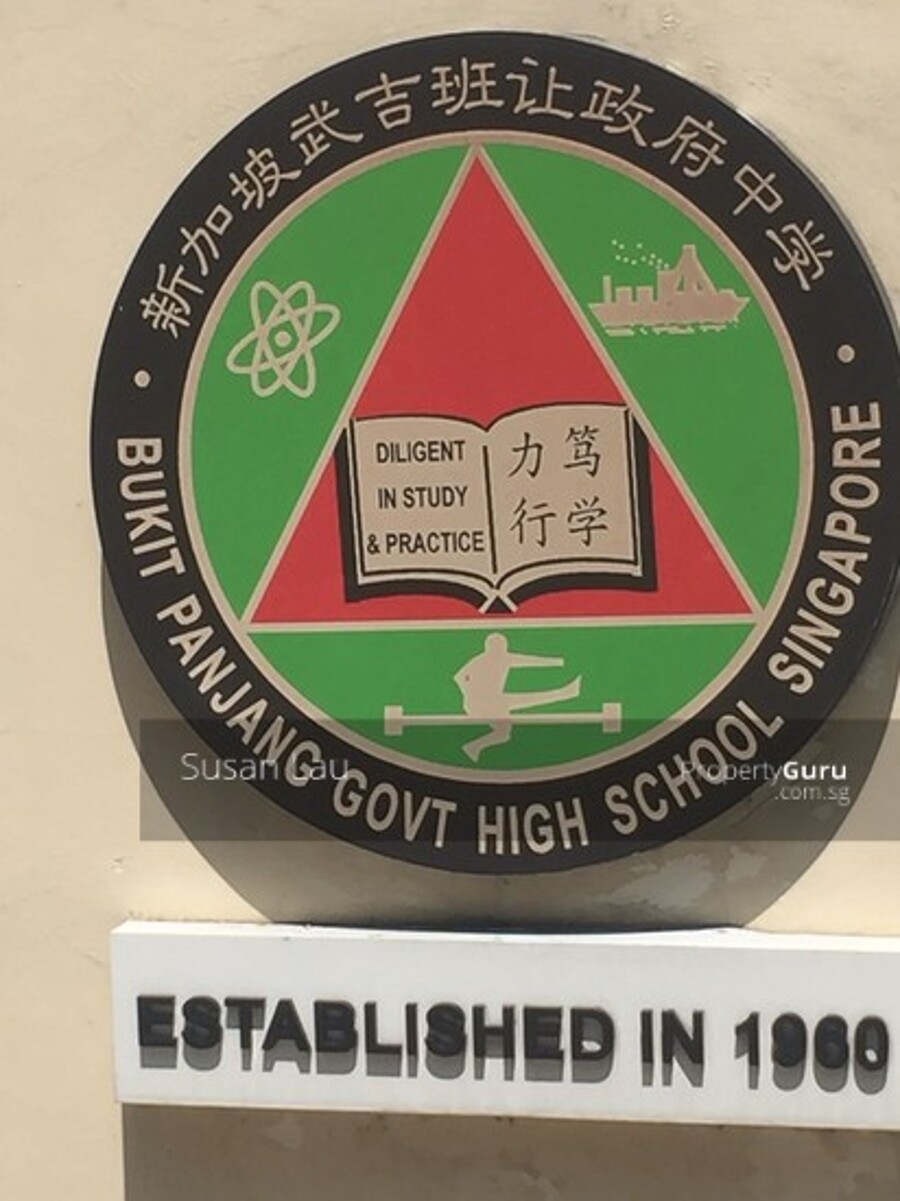 新加坡武吉班让政府中学
DILIGENT
IN STUDY
& PRACTICE
力 笃
行 学
• BUKIT PANJANG GOVT HIGH SCHOOL SINGAPORE •
Susan Lau
PropertyGuru
.com.sg
ESTABLISHED IN 1960